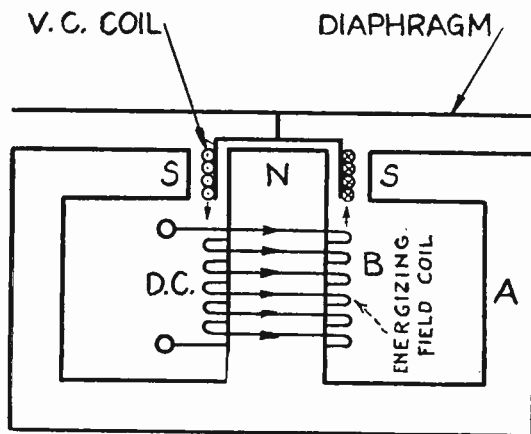 V.C. COIL
DIAPHRAGM
S
N
S
D.C.
B
A
ENERGIZING
FIELD COIL